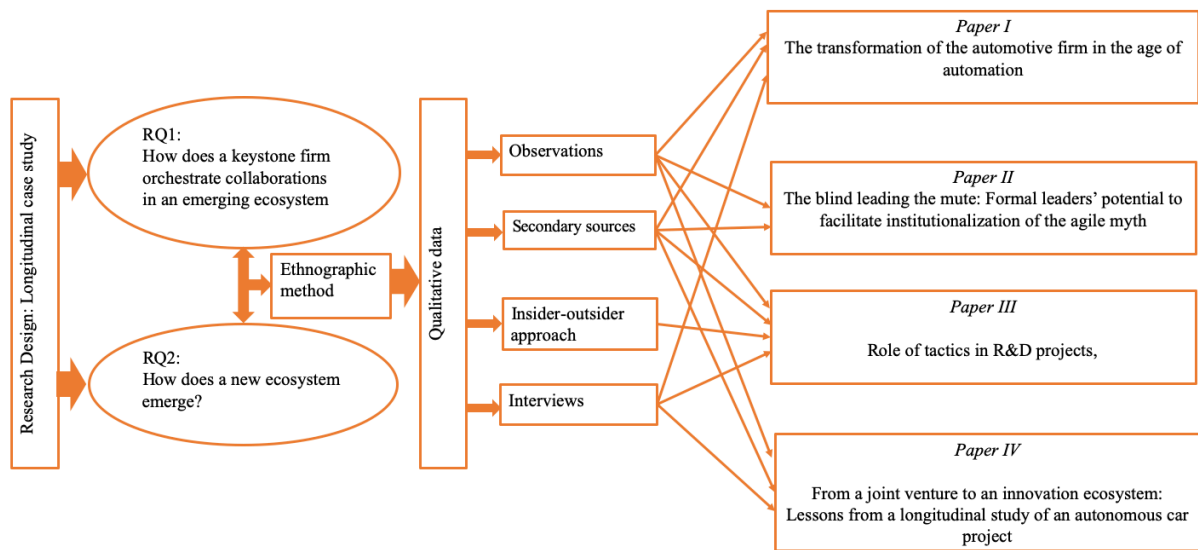 Research Design: Longitudinal case study
RQ1:
How does a keystone firm
orchestrate collaborations
in an emerging ecosystem
Ethnographic
method
RQ2:
How does a new ecosystem
emerge?
Qualitative data
Observations
Secondary sources
Insider-outsider
approach
Interviews
Paper I
The transformation of the automotive firm in the age of
automation
Paper II
The blind leading the mute: Formal leaders’ potential to
facilitate institutionalization of the agile myth
Paper III
Role of tactics in R&D projects,
Paper IV
From a joint venture to an innovation ecosystem:
Lessons from a longitudinal study of an autonomous car
project